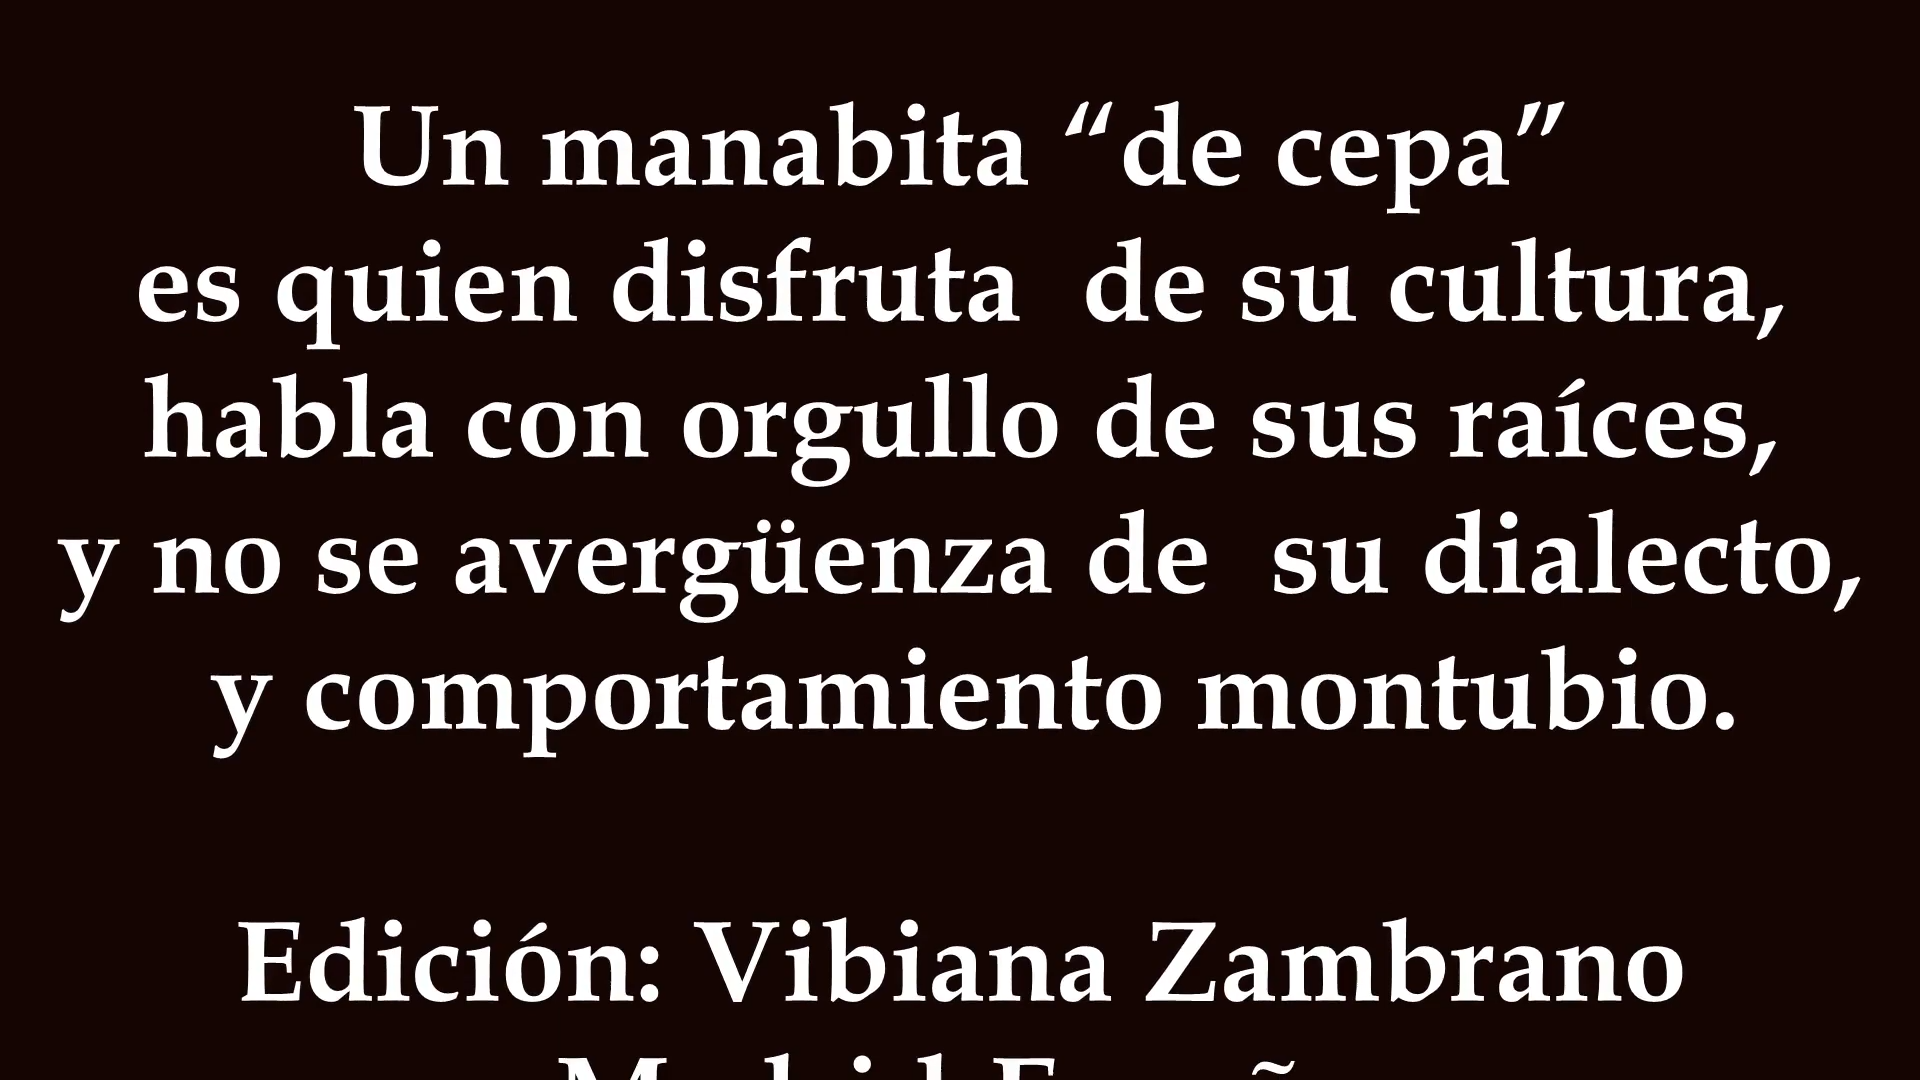 Un manabita “de cepa”
es quien disfruta  de su cultura,
habla con orgullo de sus raíces,
y no se avergüenza de  su dialecto,
y comportamiento montubio.
Edición: Vibiana Zambrano